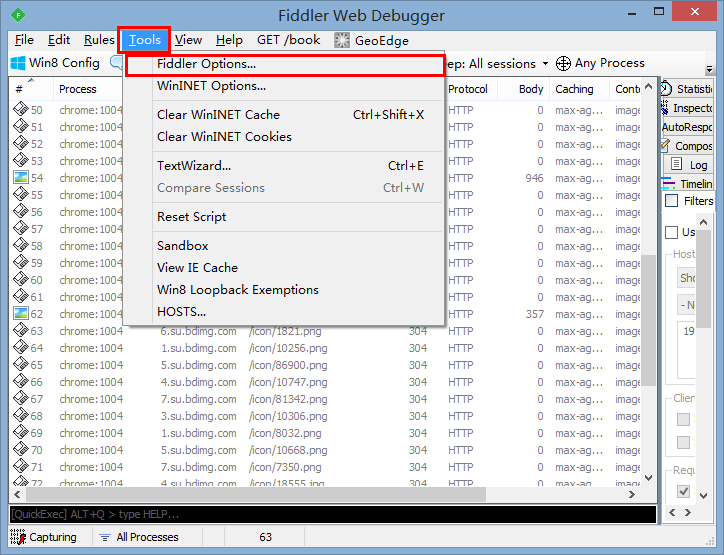 Fiddler Web Debugger
File Edit Rules Tools View Help GET /book GeoEdge
Win8 Config All sessions Any Process
Fiddler Options...
WinINET Options...
Clear WinINET Cache Ctrl+Shift+X
Clear WinINET Cookies
TextWizard... Ctrl+E
Compare Sessions Ctrl+W
Reset Script
Sandbox
View IE Cache
Win8 Loopback Exemptions
HOSTS...
# Process Protocol Body Caching
50 chrome:1004 HTTP 0 max-ag... image
51 chrome:1004 HTTP 0 max-ag... image
52 chrome:1004 HTTP 0 max-ag... image
53 chrome:1004 HTTP 0 max-ag... image
54 chrome:1004 HTTP 946 max-ag... image
55 chrome:1004 HTTP 0 max-ag... image
56 chrome:1004 HTTP 0 max-ag... image
57 chrome:1004 HTTP 0 max-ag... image
58 chrome:1004 HTTP 0 max-ag... image
59 chrome:1004 HTTP 0 max-ag... image
60 chrome:1004 HTTP 0 max-ag... image
61 chrome:1004 HTTP 0 max-ag... image
62 chrome:1004 HTTP 357 max-ag... image
63 chrome:1004 6.su.bdimg.com /icon/1821.png 304 HTTP 0 max-ag... image
64 chrome:1004 1.su.bdimg.com /icon/10256.png 304 HTTP 0 max-ag... image
65 chrome:1004 5.su.bdimg.com /icon/86900.png 304 HTTP 0 max-ag... image
66 chrome:1004 4.su.bdimg.com /icon/10747.png 304 HTTP 0 max-ag... image
67 chrome:1004 7.su.bdimg.com /icon/81342.png 304 HTTP 0 max-ag... image
68 chrome:1004 3.su.bdimg.com /icon/10306.png 304 HTTP 0 max-ag... image
69 chrome:1004 1.su.bdimg.com /icon/8032.png 304 HTTP 0 max-ag... image
70 chrome:1004 5.su.bdimg.com /icon/10668.png 304 HTTP 0 max-ag... image
71 chrome:1004 7.su.bdimg.com /icon/7350.png 304 HTTP 0 max-ag... image
72 chrome:1004 4.su.bdimg.com /icon/18555.png 304 HTTP 0 max-ag... image
Statistic
Inspecto
AutoRespo
Compos
Log
Timelin
Filters
Us
Host
Sho
- No
19
Clien
Requ
[QuickExec] ALT+Q > type HELP...
Capturing All Processes 63